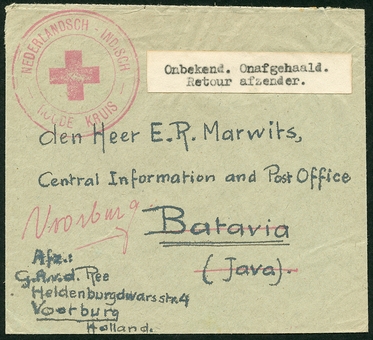 NEDERLANDSCH - INDISCH
ROODE KRUIS
Onbekend. Onafgehaald.
Retour afzender.
den Heer E.R. Marwits,
Central Information and Post Office
Voorburg
Batavia
(Java).
Afz.:
G.A.v.d. Ree
Heldenburgdwarsstr. 4
Voorburg
Holland.